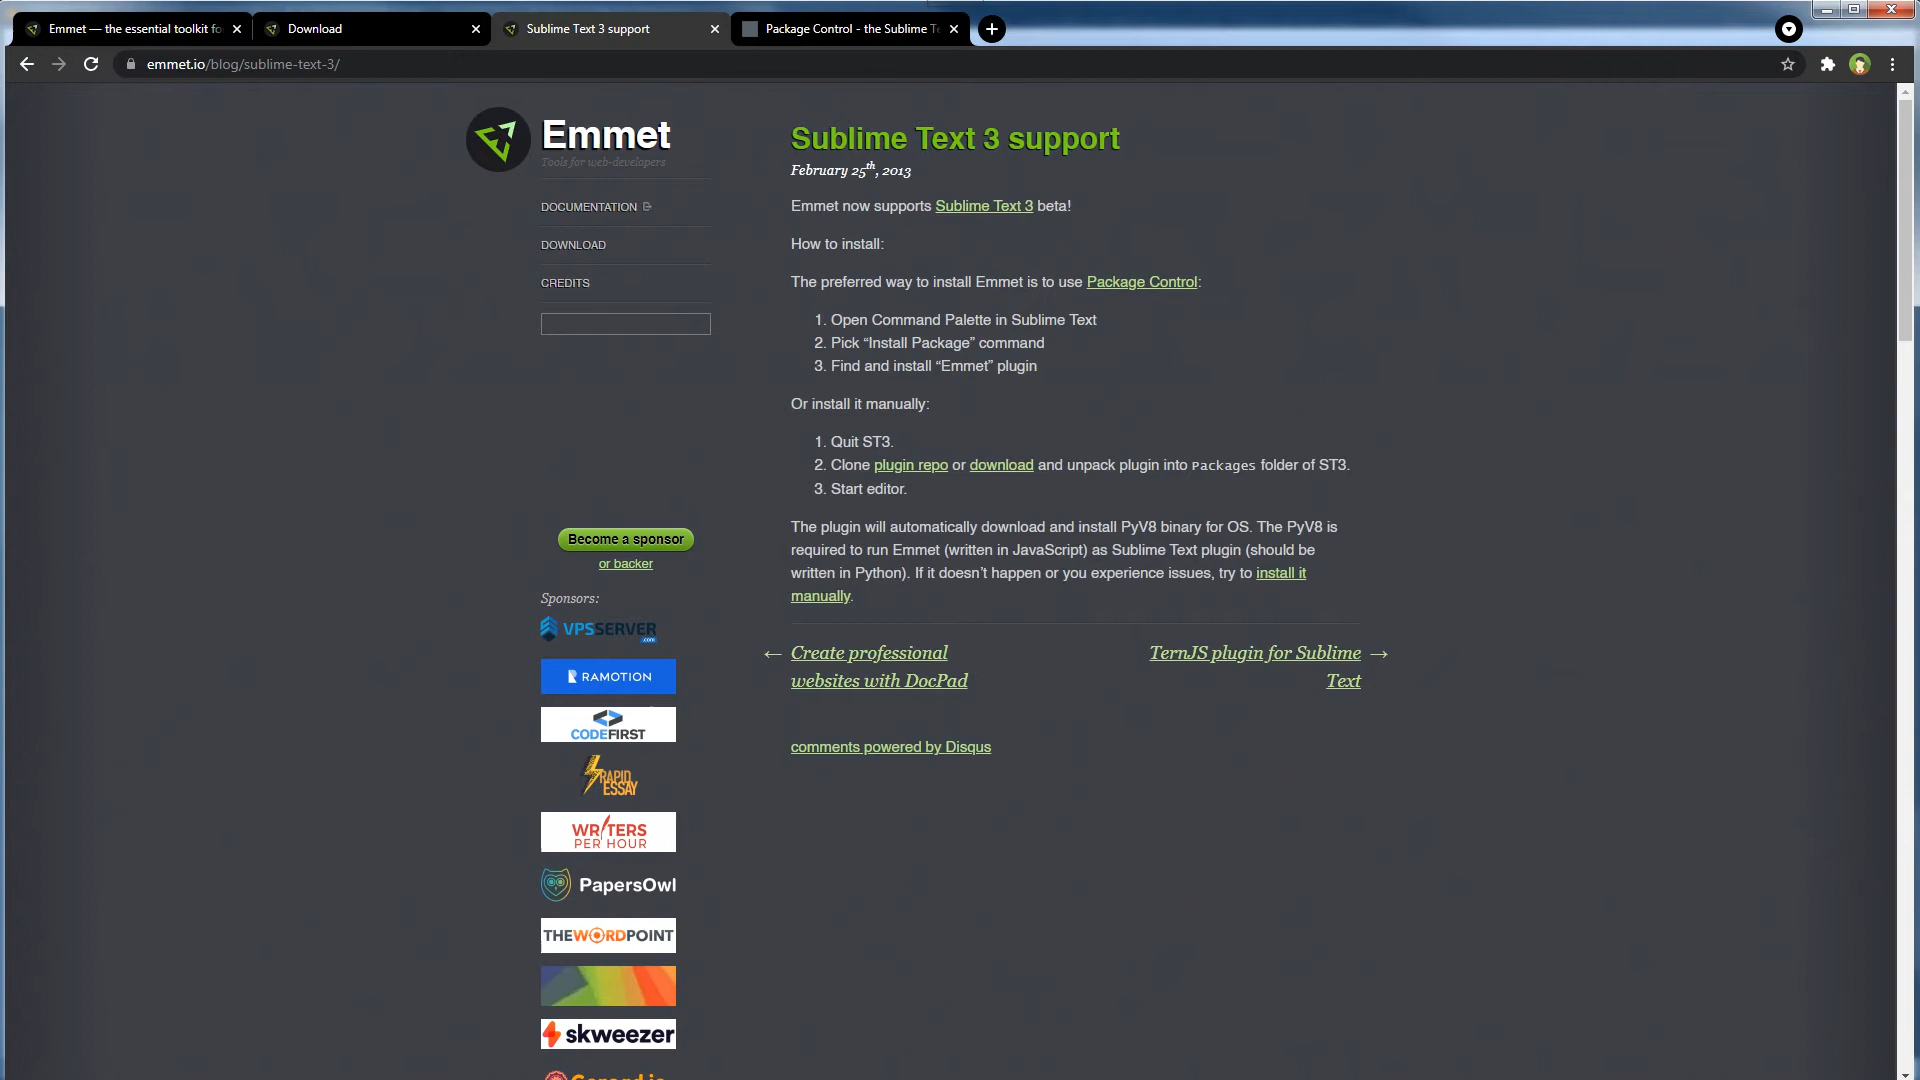 Emmet — the essential toolkit fo
Download
Sublime Text 3 support
Package Control - the Sublime Te
emmet.io/blog/sublime-text-3/
Emmet
Tools for web-developers
DOCUMENTATION
DOWNLOAD
CREDITS
Become a sponsor
or backer
Sponsors:
VPSSERVER
.com
RAMOTION
CODEFIRST
RAPID
ESSAY
WRITERS
PER HOUR
PapersOwl
THEWORDPOINT
skweezer
Sublime Text 3 support
February 25th, 2013
Emmet now supports Sublime Text 3 beta!
How to install:
The preferred way to install Emmet is to use Package Control:
1. Open Command Palette in Sublime Text
2. Pick “Install Package” command
3. Find and install “Emmet” plugin
Or install it manually:
1. Quit ST3.
2. Clone plugin repo or download and unpack plugin into Packages folder of ST3.
3. Start editor.
The plugin will automatically download and install PyV8 binary for OS. The PyV8 is
required to run Emmet (written in JavaScript) as Sublime Text plugin (should be
written in Python). If it doesn’t happen or you experience issues, try to install it
manually.
← Create professional
websites with DocPad
TernJS plugin for Sublime →
Text
comments powered by Disqus